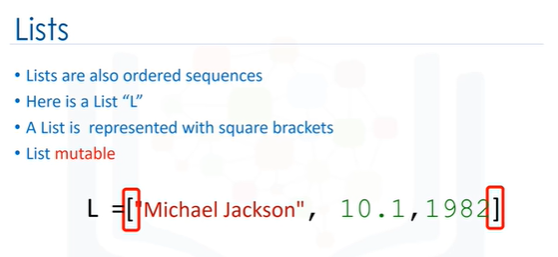 Lists
• Lists are also ordered sequences
• Here is a List “L”
• A List is represented with square brackets
• List mutable
L =["Michael Jackson", 10.1,1982]